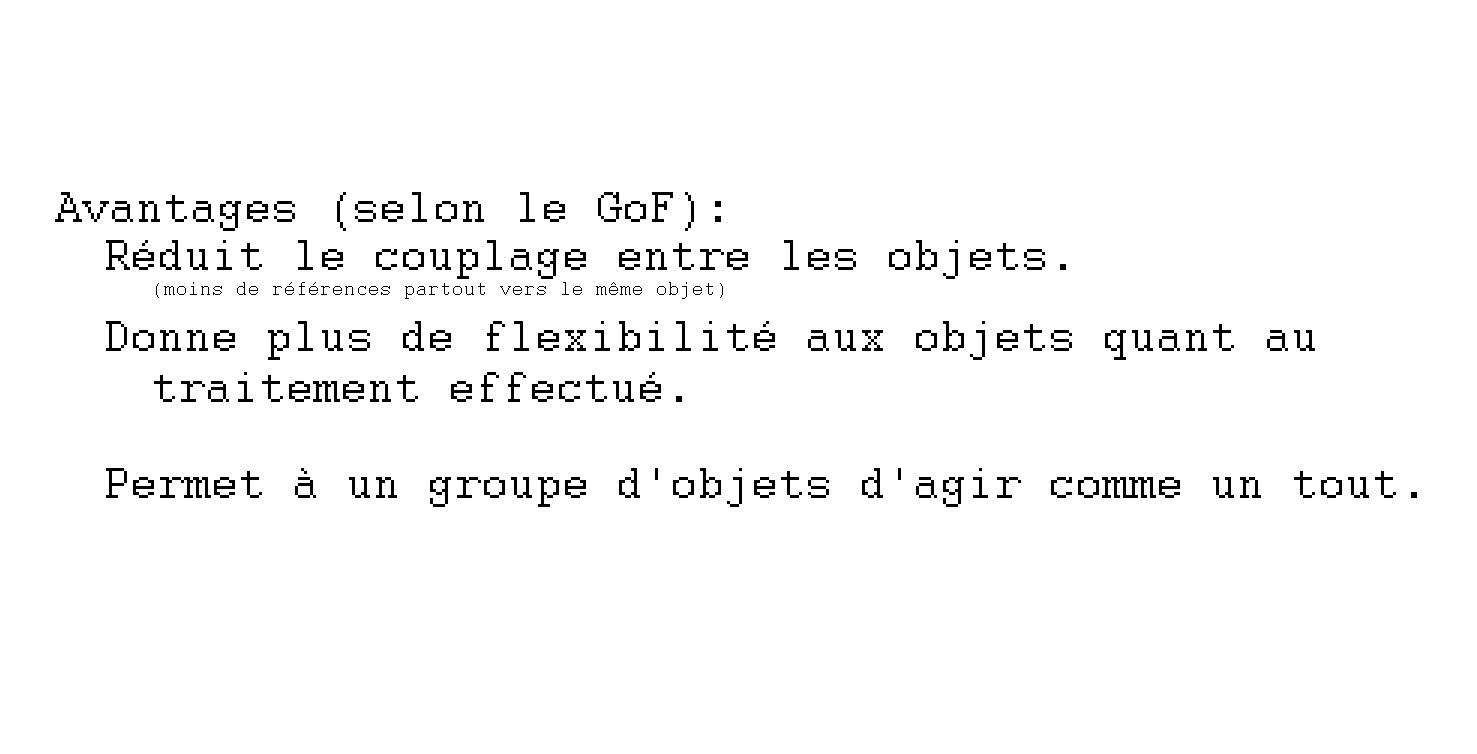 Avantages (selon le GoF):
Réduit le couplage entre les objets.
(moins de références partout vers le même objet)
Donne plus de flexibilité aux objets quant au
traitement effectué.
Permet à un groupe d'objets d'agir comme un tout.